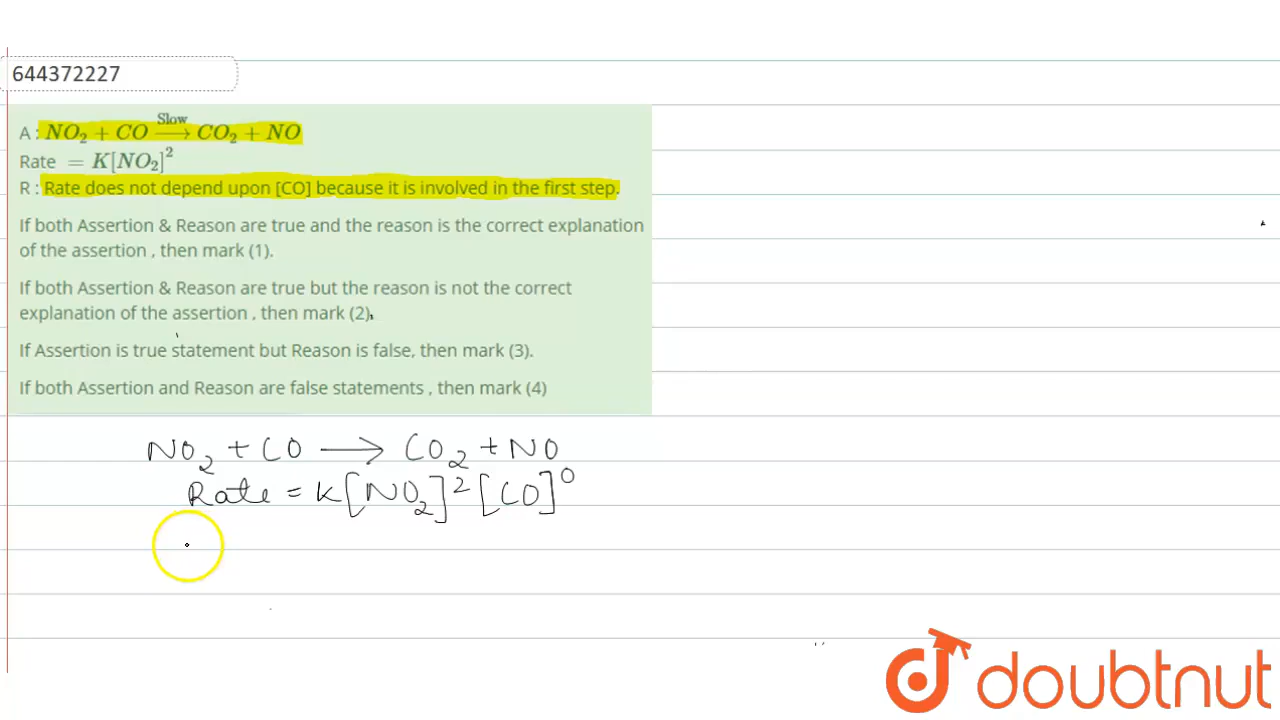 644372227
A : NO₂ + CO —Slow→ CO₂ + NO
Rate = K[NO₂]²
R : Rate does not depend upon [CO] because it is involved in the first step.
If both Assertion & Reason are true and the reason is the correct explanation
of the assertion , then mark (1).
If both Assertion & Reason are true but the reason is not the correct
explanation of the assertion , then mark (2).
If Assertion is true statement but Reason is false, then mark (3).
If both Assertion and Reason are false statements , then mark (4)
NO₂ + CO → CO₂ + NO
Rate = K[NO₂]²[CO]⁰
doubtnut